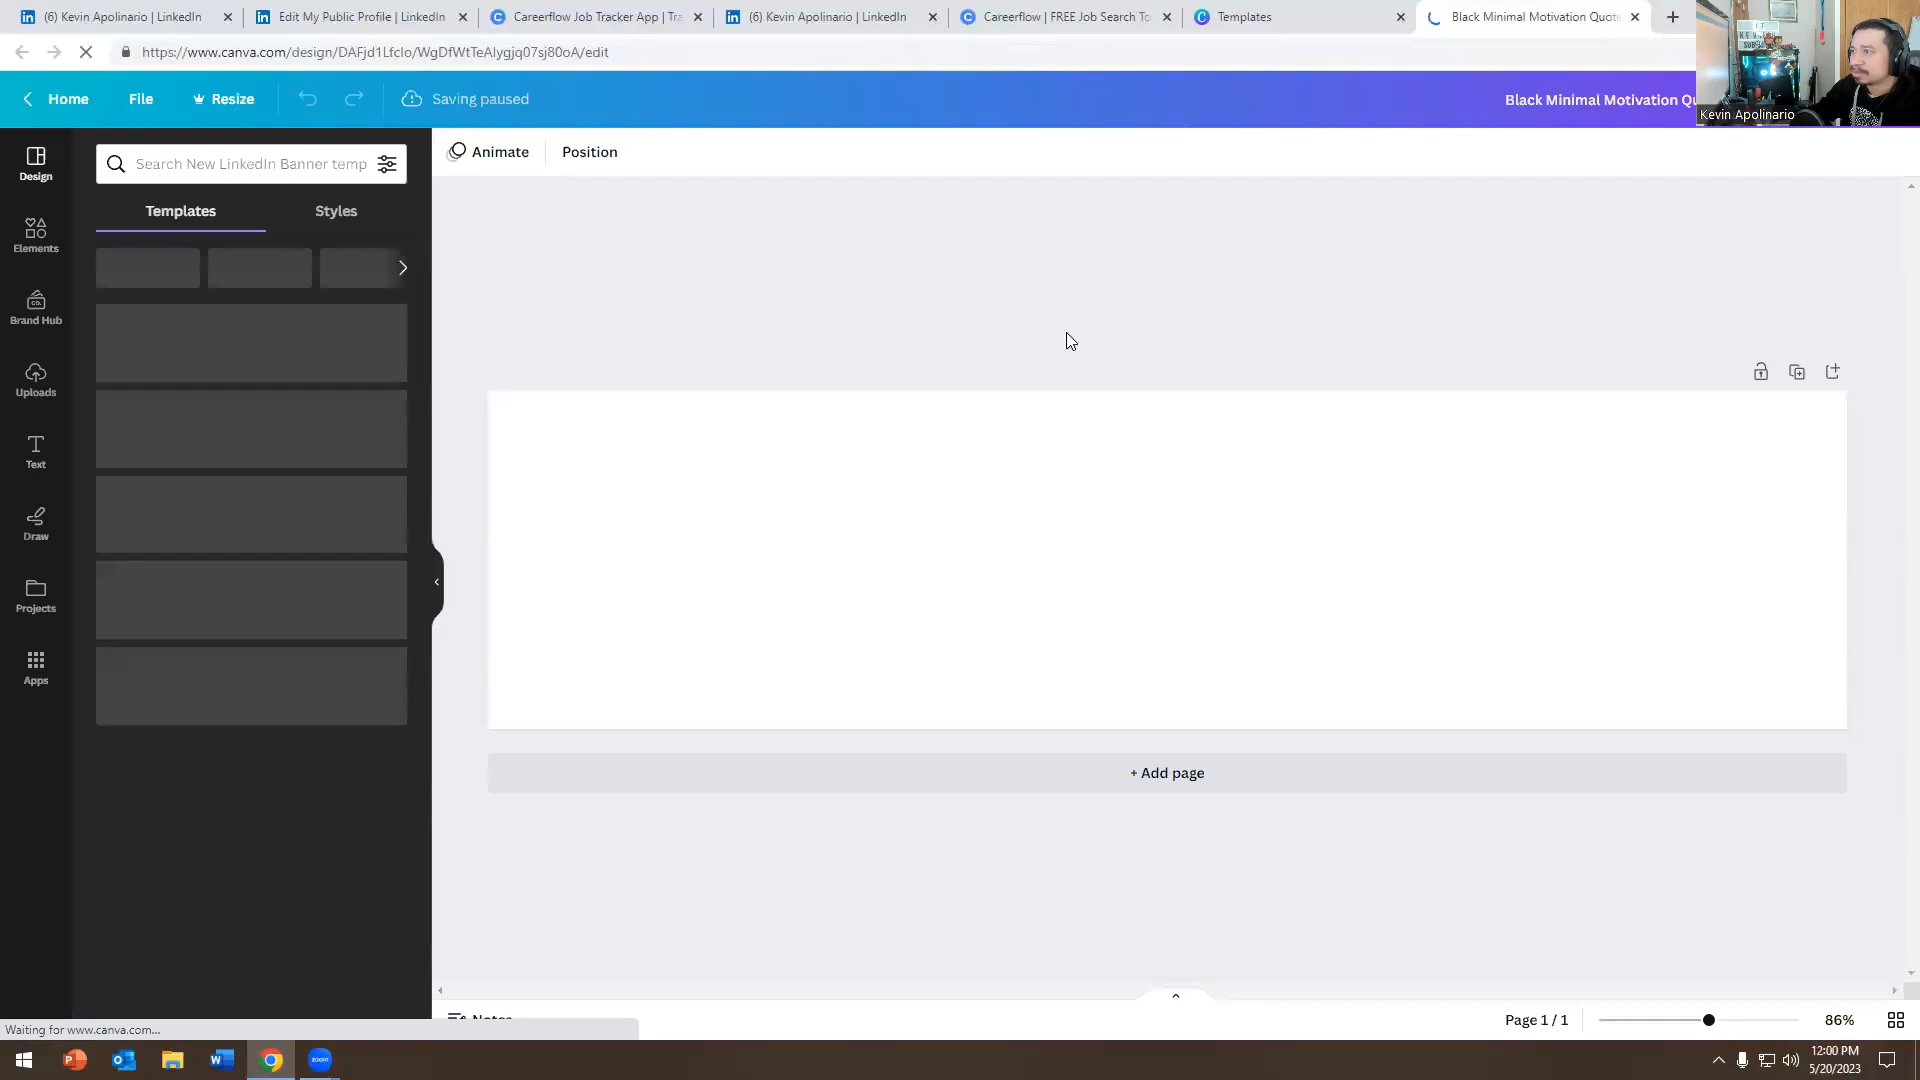 (6) Kevin Apolinario | LinkedIn
Edit My Public Profile | LinkedIn
Careerflow Job Tracker App | Tra
(6) Kevin Apolinario | LinkedIn
Careerflow | FREE Job Search To
Templates
Black Minimal Motivation Quot
https://www.canva.com/design/DAFjd1Lfclo/WgDfWtTeAlygjq07sj80oA/edit
Home
File
Resize
Saving paused
Black Minimal Motivation Qu
Kevin Apolinario
Design
Elements
Brand Hub
Uploads
Text
Draw
Projects
Apps
Search New LinkedIn Banner temp
Templates
Styles
Animate
Position
+ Add page
Notes
Page 1 / 1
86%
Waiting for www.canva.com...
12:00 PM
5/20/2023